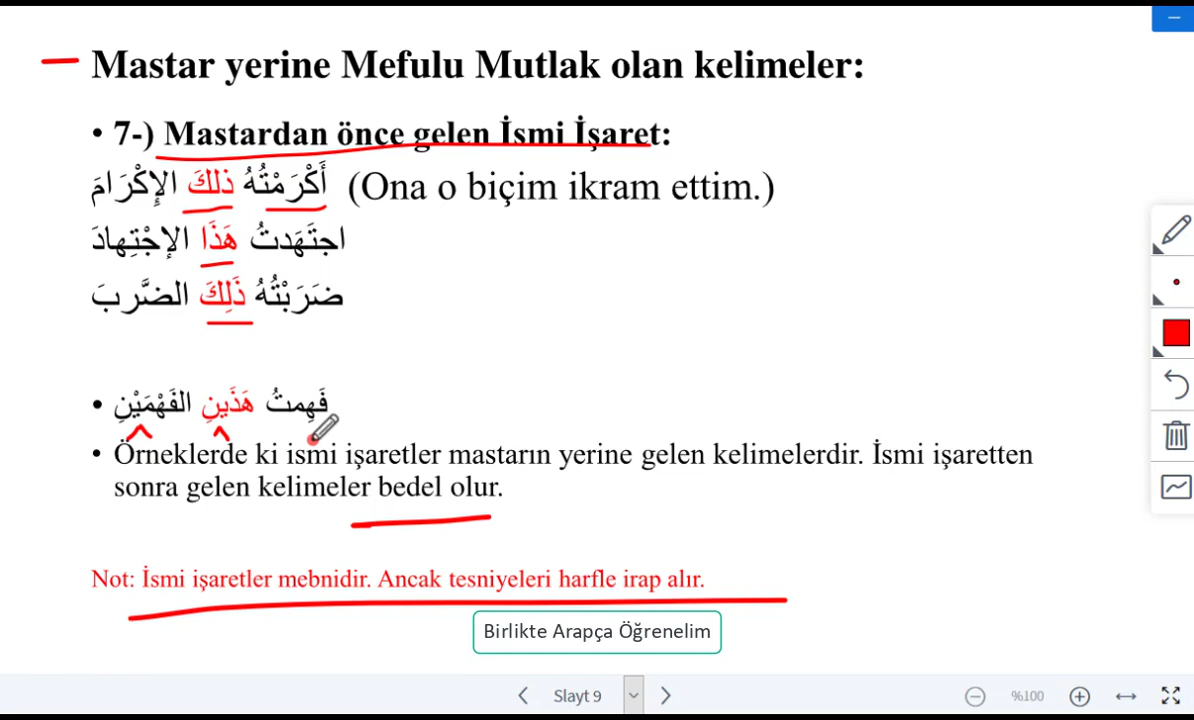 Mastar yerine Mefulu Mutlak olan kelimeler:
• 7-) Mastardan önce gelen İsmi İşaret:
أَكْرَمْتُهُ ذلكَ الإِكْرَامَ (Ona o biçim ikram ettim.)
اجتَهَدتُ هَذَا الإجْتِهادَ
ضَرَبْتُهُ ذَلِكَ الضَّربَ
• فَهِمتُ هَذَينِ الفَهْمَيْنِ
• Örneklerde ki ismi işaretler mastarın yerine gelen kelimelerdir. İsmi işaretten
sonra gelen kelimeler bedel olur.
Not: İsmi işaretler mebnidir. Ancak tesniyeleri harfle irap alır.
Birlikte Arapça Öğrenelim
Slayt 9
%100